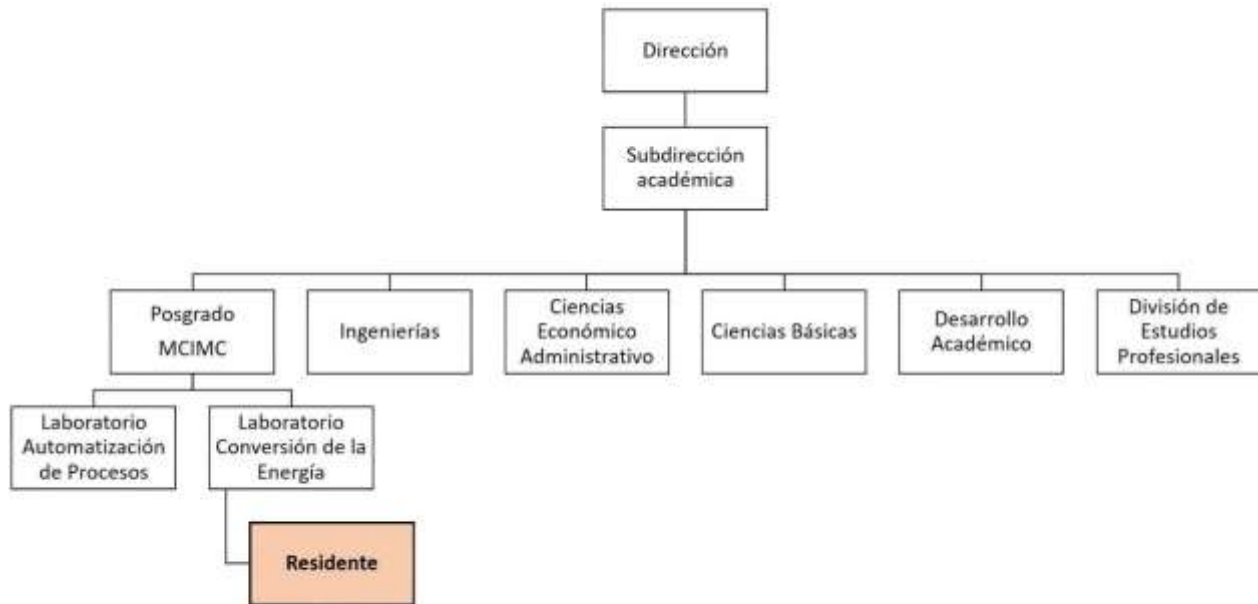 Dirección
Subdirección
académica
Posgrado
MCIMC
Ingenierías
Ciencias
Económico
Administrativo
Ciencias Básicas
Desarrollo
Académico
División de
Estudios
Profesionales
Laboratorio
Automatización
de Procesos
Laboratorio
Conversión de la
Energía
Residente